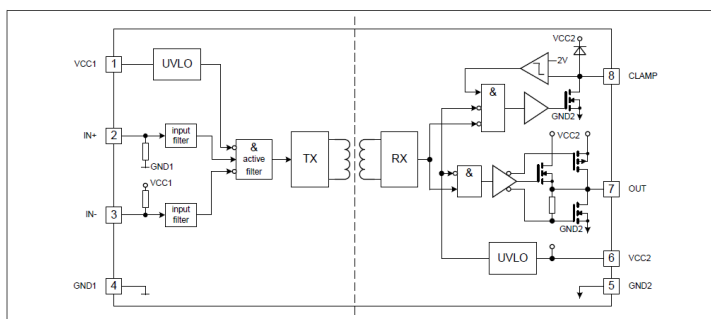 VCC1
1
UVLO
IN+
2
input
filter
GND1
VCC1
IN-
3
input
filter
GND1
4
&
active
filter
TX
RX
VCC2
2V
8
CLAMP
&
GND2
VCC2
&
7
OUT
GND2
UVLO
6
VCC2
5
GND2